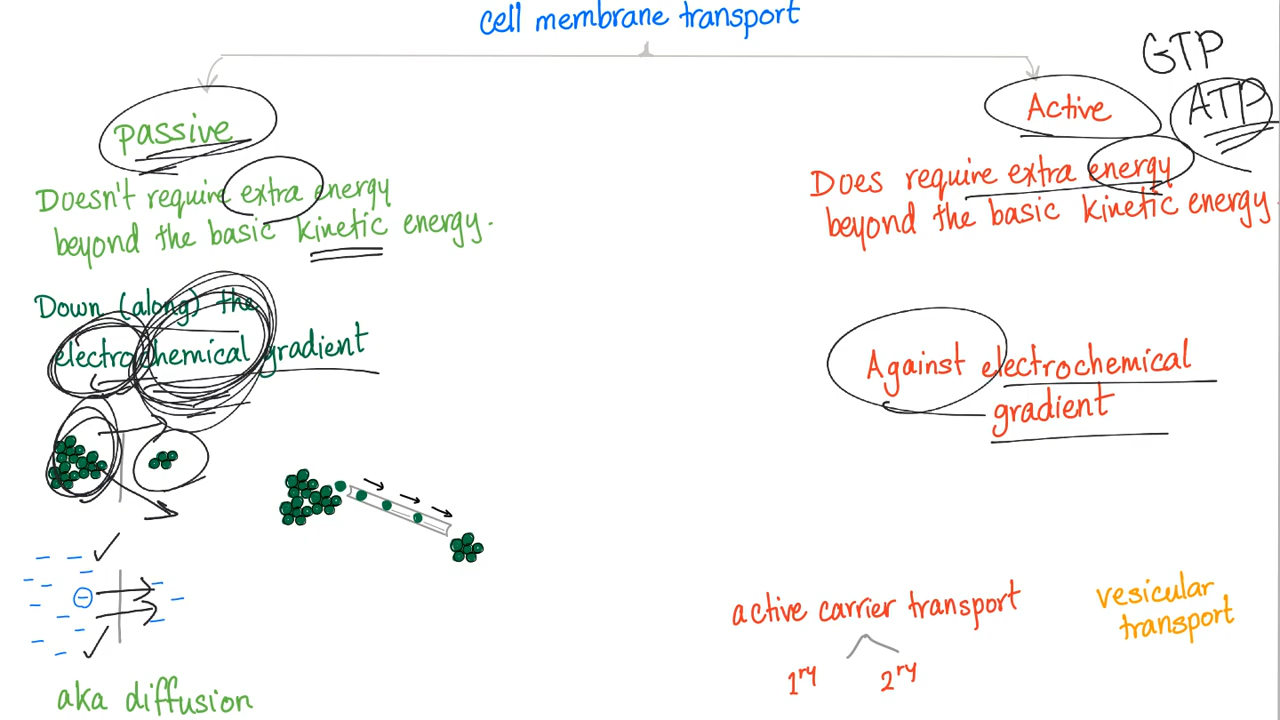 cell membrane transport
GTP
ATP
passive
Active
Doesn't require extra energy
beyond the basic kinetic energy.
Does require extra energy
beyond the basic kinetic energy.
Down (along) the
electrochemical gradient
Against electrochemical
gradient
aka diffusion
active carrier transport
1ry 2ry
vesicular
transport